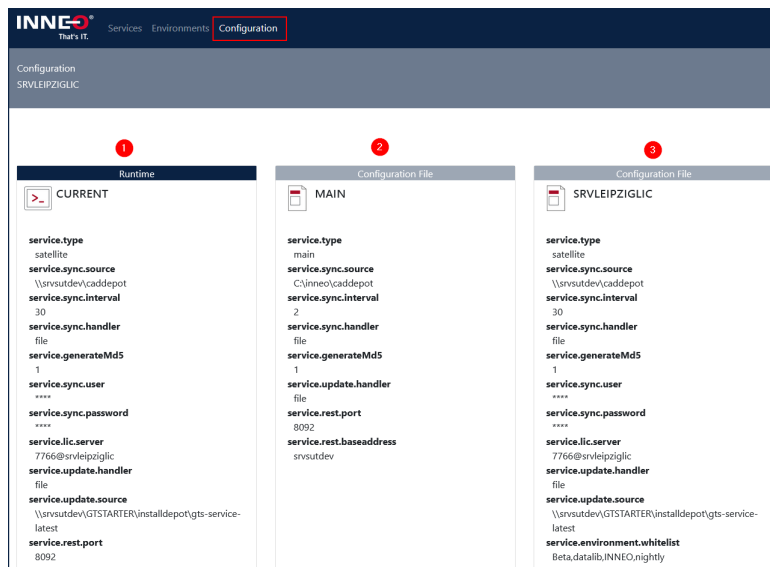 INNEO®
That's IT.
Services Environments Configuration
Configuration
SRVLEIPZIGLIC
1
2
3
Runtime
>_ CURRENT
service.type
satellite
service.sync.source
\\srvsutdev\caddepot
service.sync.interval
30
service.sync.handler
file
service.generateMd5
1
service.sync.user
****
service.sync.password
****
service.lic.server
7766@srvleipziglic
service.update.handler
file
service.update.source
\\srvsutdev\GTSTARTER\installdepot\gts-service-
latest
service.rest.port
8092
Configuration File
MAIN
service.type
main
service.sync.source
C:\inneo\caddepot
service.sync.interval
2
service.sync.handler
file
service.generateMd5
1
service.update.handler
file
service.rest.port
8092
service.rest.baseaddress
srvsutdev
Configuration File
SRVLEIPZIGLIC
service.type
satellite
service.sync.source
\\srvsutdev\caddepot
service.sync.interval
30
service.sync.handler
file
service.generateMd5
1
service.sync.user
****
service.sync.password
****
service.lic.server
7766@srvleipziglic
service.update.handler
file
service.update.source
\\srvsutdev\GTSTARTER\installdepot\gts-service-
latest
service.environment.whitelist
Beta,datalib,INNEO,nightly